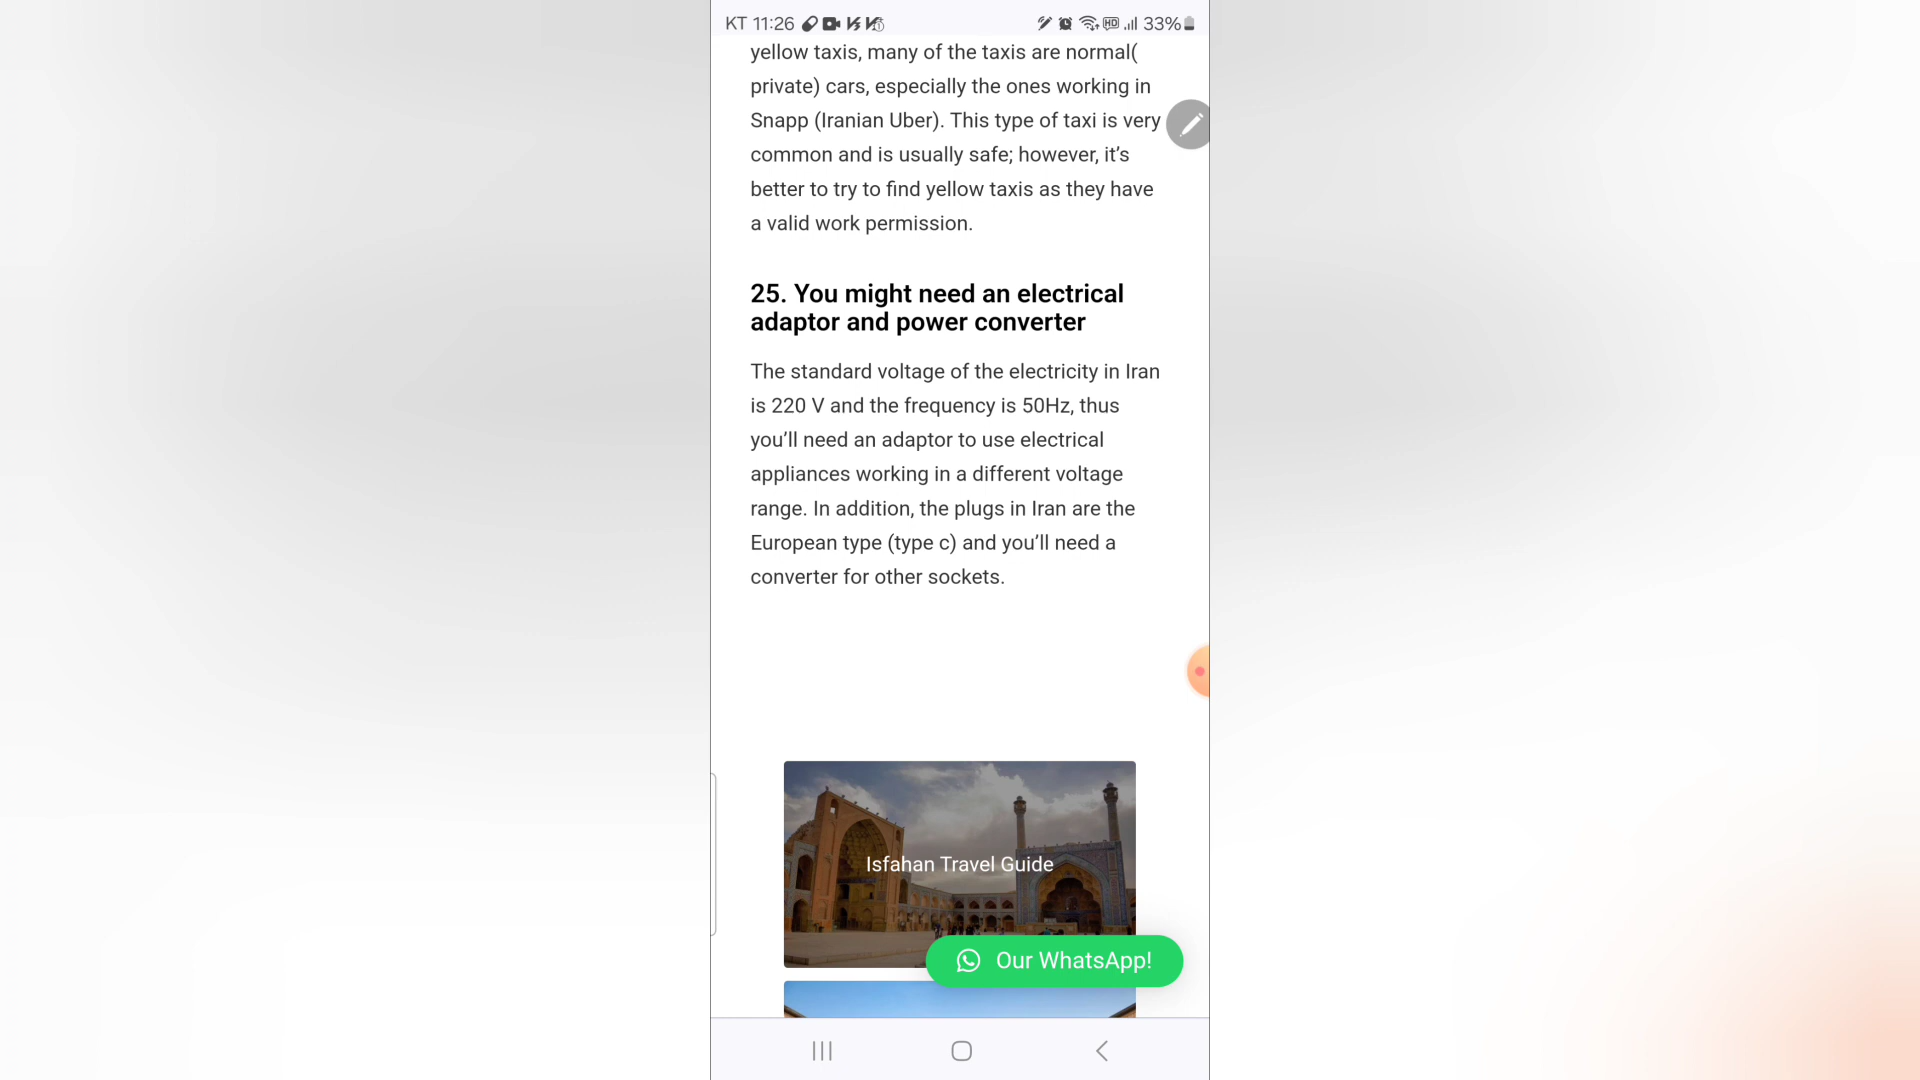 KT 11:26
HD
33%
yellow taxis, many of the taxis are normal(
private) cars, especially the ones working in
Snapp (Iranian Uber). This type of taxi is very
common and is usually safe; however, it’s
better to try to find yellow taxis as they have
a valid work permission.
25. You might need an electrical
adaptor and power converter
The standard voltage of the electricity in Iran
is 220 V and the frequency is 50Hz, thus
you’ll need an adaptor to use electrical
appliances working in a different voltage
range. In addition, the plugs in Iran are the
European type (type c) and you’ll need a
converter for other sockets.
Isfahan Travel Guide
Our WhatsApp!